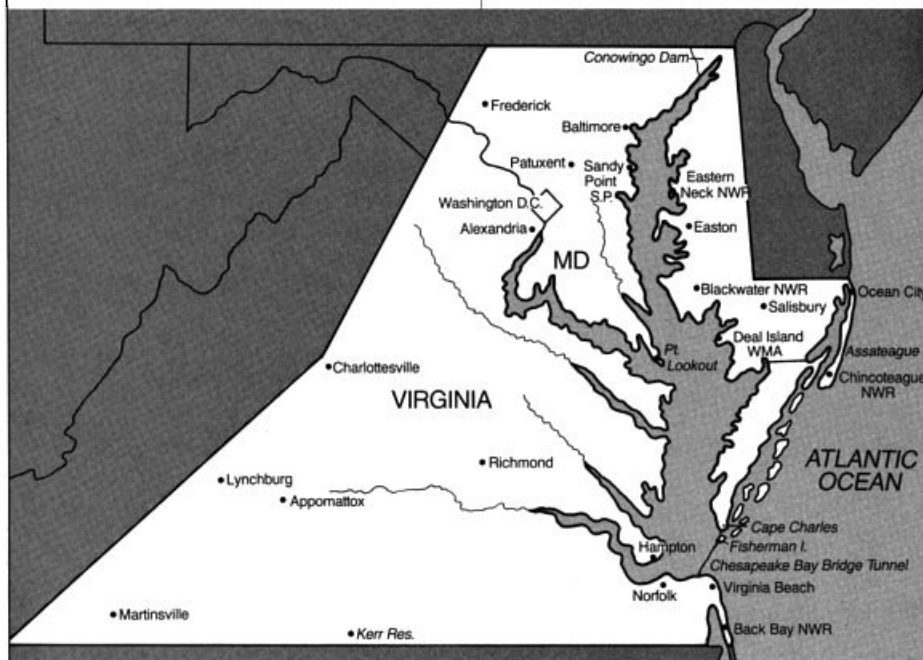 Conowingo Dam
Frederick
Baltimore
Patuxent
Sandy
Point
S.P.
Eastern
Neck NWR
Washington D.C.
Alexandria
Easton
MD
Blackwater NWR
Ocean City
Salisbury
Deal Island
WMA
Assateague
Pt.
Lookout
Charlottesville
Chincoteague
NWR
VIRGINIA
Richmond
ATLANTIC
OCEAN
Lynchburg
Appomattox
Cape Charles
Fisherman I.
Hampton
Chesapeake Bay Bridge Tunnel
Norfolk
Virginia Beach
Martinsville
Kerr Res.
Back Bay NWR